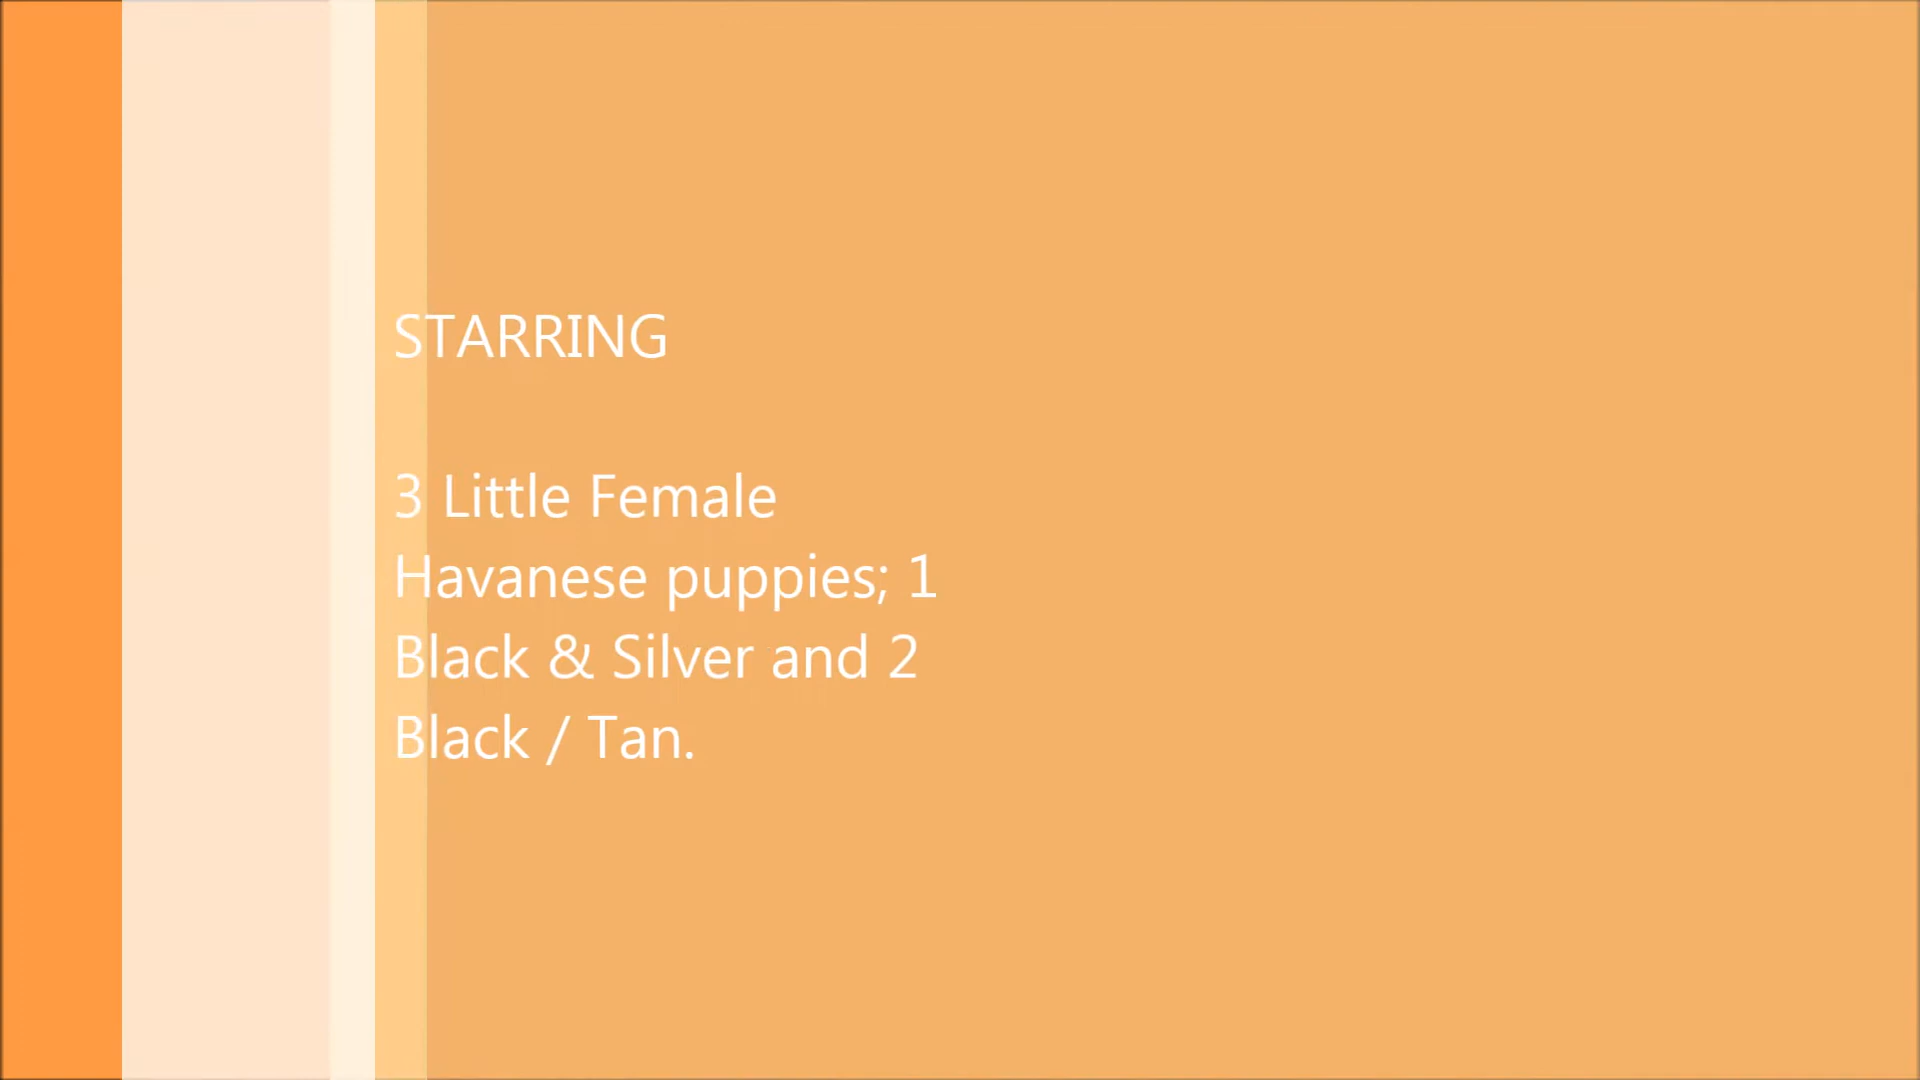 STARRING
3 Little Female
Havanese puppies; 1
Black & Silver and 2
Black / Tan.